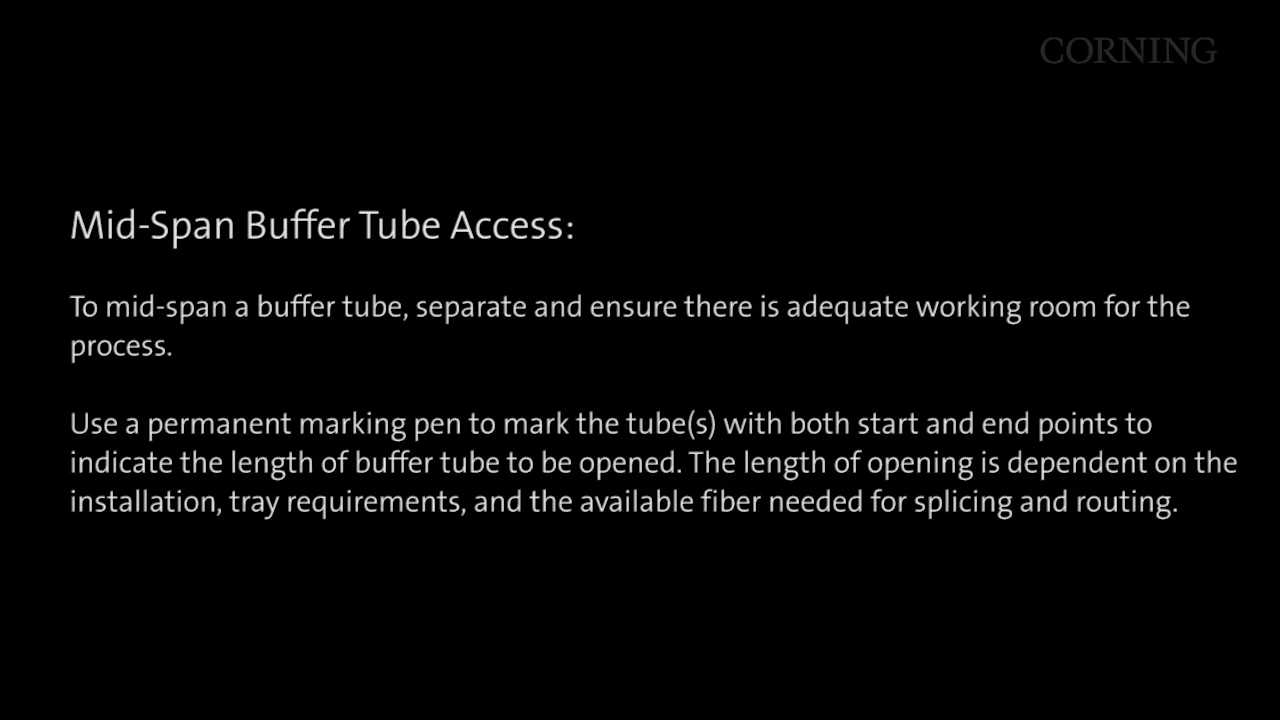 CORNING
Mid-Span Buffer Tube Access:
To mid-span a buffer tube, separate and ensure there is adequate working room for the
process.
Use a permanent marking pen to mark the tube(s) with both start and end points to
indicate the length of buffer tube to be opened. The length of opening is dependent on the
installation, tray requirements, and the available fiber needed for splicing and routing.